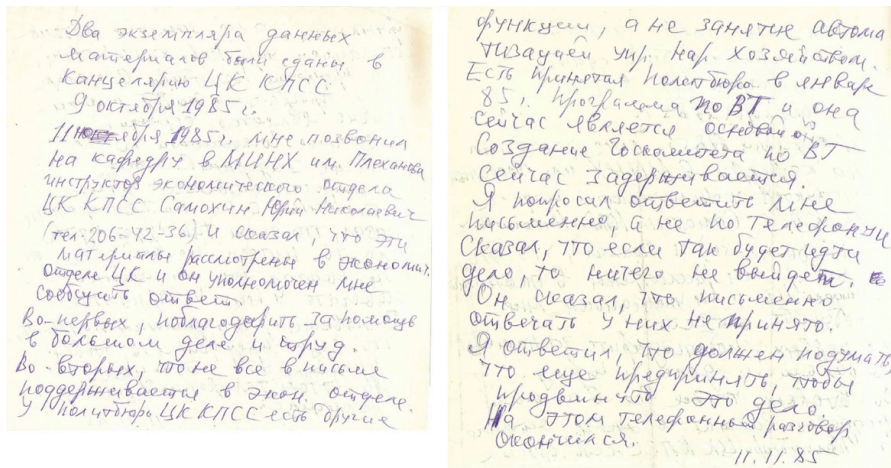 Два экземпляра данных
материалов были сданы в
канцелярию ЦК КПСС
9 октября 1985г.
11 ноября 1985г. мне позвонил
на кафедру в МИНХ им. Плеханова
инструктор экономического отдела
ЦК КПСС Самохин Юрий Николаевич
(тел. 206-42-36) и сказал, что эти
материалы рассмотрены в экономич.
отделе ЦК и он уполномочен мне
сообщить ответ.
Во-первых, поблагодарить за помощь
в большом деле и труд.
Во-вторых, что не все в письме
поддерживается в экон. отделе.
У Политбюро ЦК КПСС есть другие
функции, а не занятие автома
тизацией упр. нар. хозяйством.
Есть принятая Политбюро в январе
85г. программа по ВТ и она
сейчас является основной.
Создание Госкомитета по ВТ
сейчас задерживается.
Я попросил ответить мне
письменно, а не по телефону и
сказал, что если так будет идти
дело, то ничего не выйдет.
Он сказал, что письменно
отвечать у них не принято.
Я ответил, что должен подумать,
что еще предпринять, чтобы
продвинуть это дело.
На этом телефонный разговор
окончился.
11.11.85